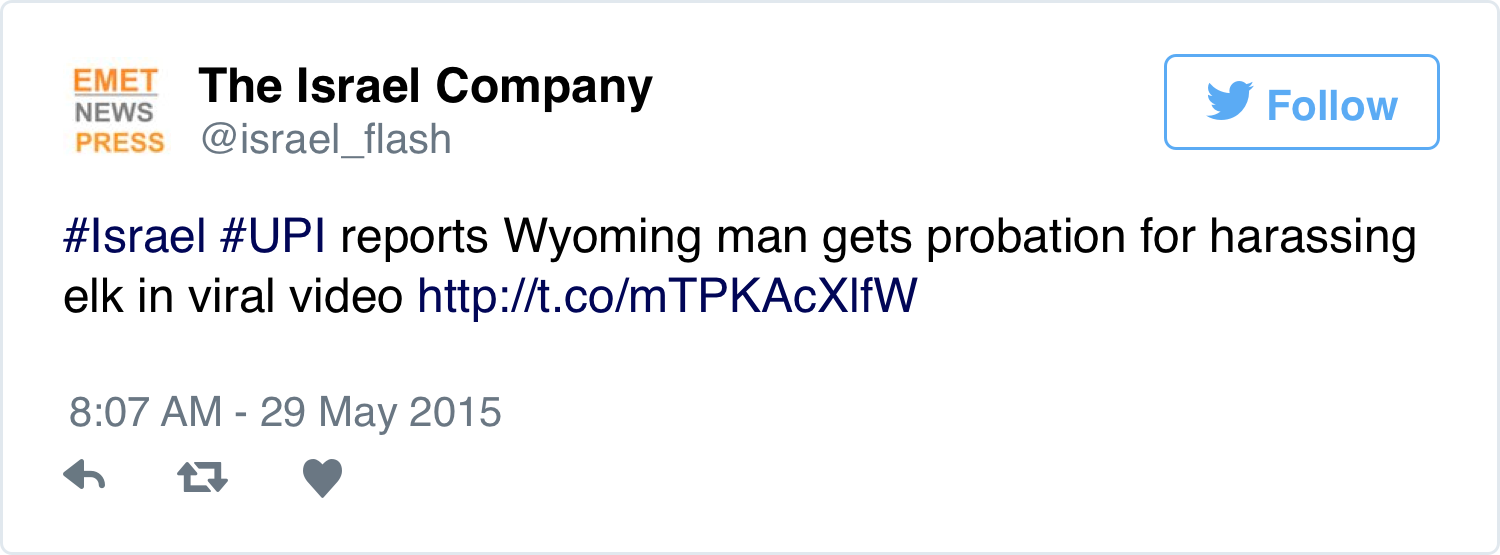 EMET
NEWS
PRESS
The Israel Company
@israel_flash
Follow
#Israel #UPI reports Wyoming man gets probation for harassing
elk in viral video http://t.co/mTPKAcXlfW
8:07 AM - 29 May 2015